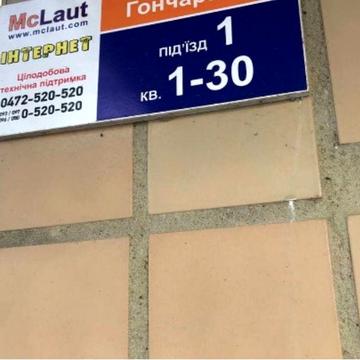 McLaut
www.mclaut.com
ІНТЕРНЕТ
Цілодобова
технічна підтримка
0472-520-520
0-520-520
ПІД'ЇЗД 1
КВ. 1-30